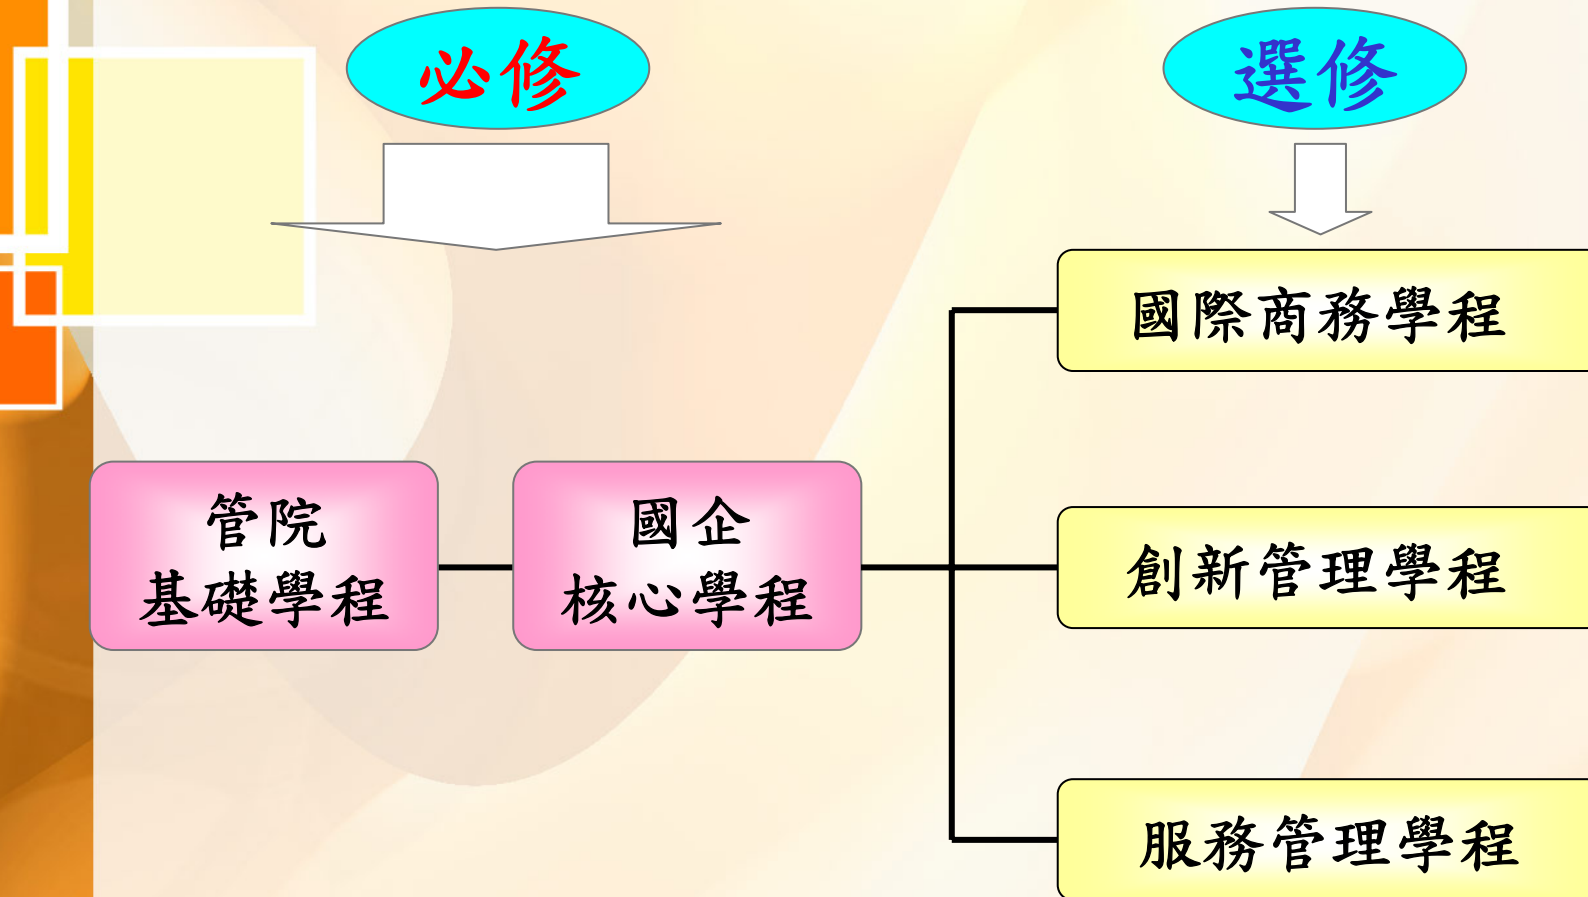 必修
選修
國際商務學程
管院
基礎學程
國企
核心學程
創新管理學程
服務管理學程